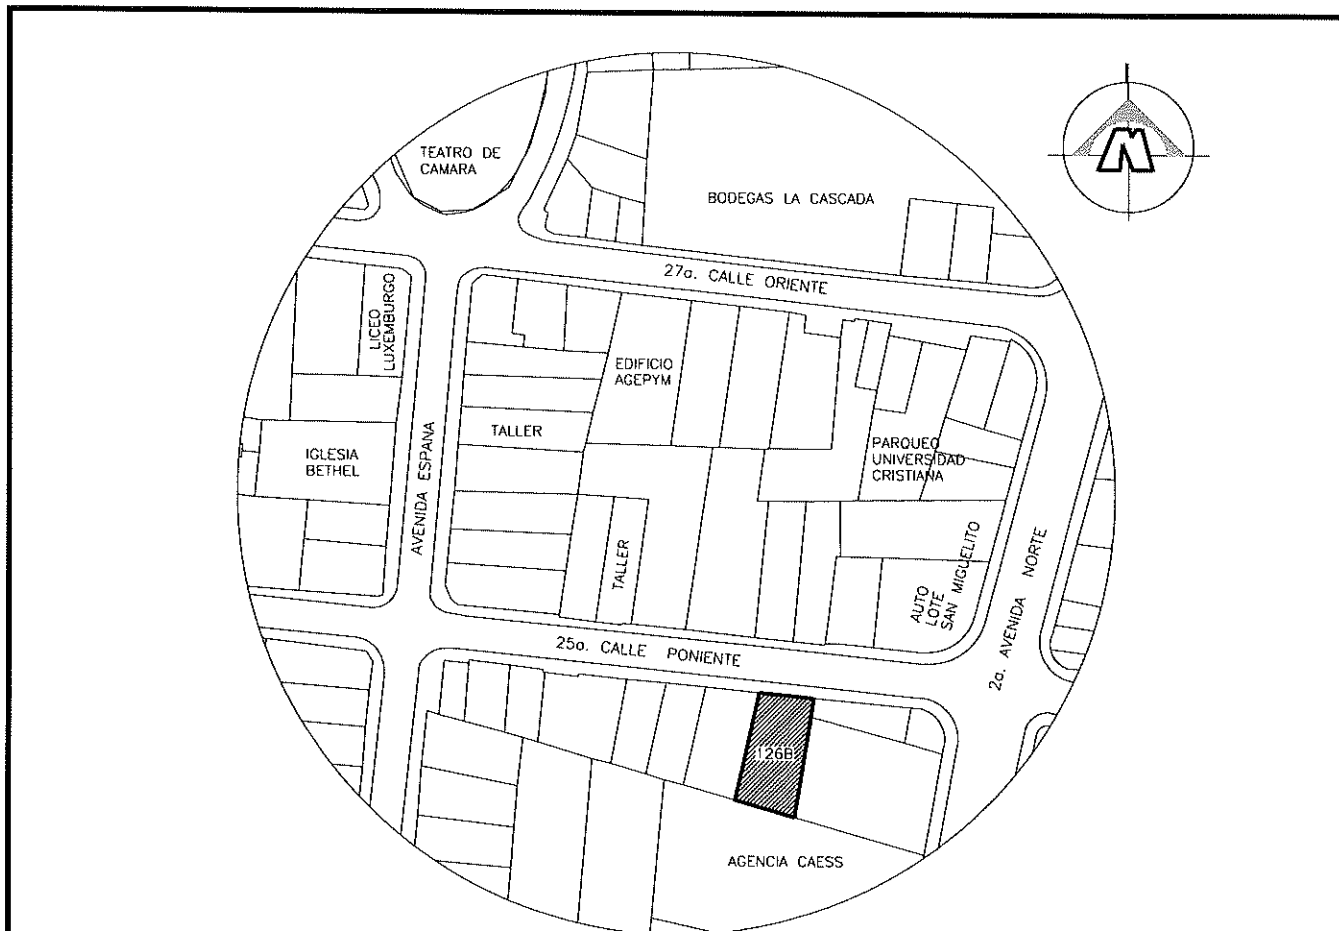 TEATRO DE
CAMARA
BODEGAS LA CASCADA
27a. CALLE ORIENTE
LICEO
LUXEMBURGO
EDIFICIO
AGEPYM
TALLER
PARQUEO
UNIVERSIDAD
CRISTIANA
IGLESIA
BETHEL
AVENIDA ESPANA
TALLER
AUTO
LOTE
SAN MIGUELITO
2a. AVENIDA NORTE
25a. CALLE PONIENTE
126B
AGENCIA CAESS